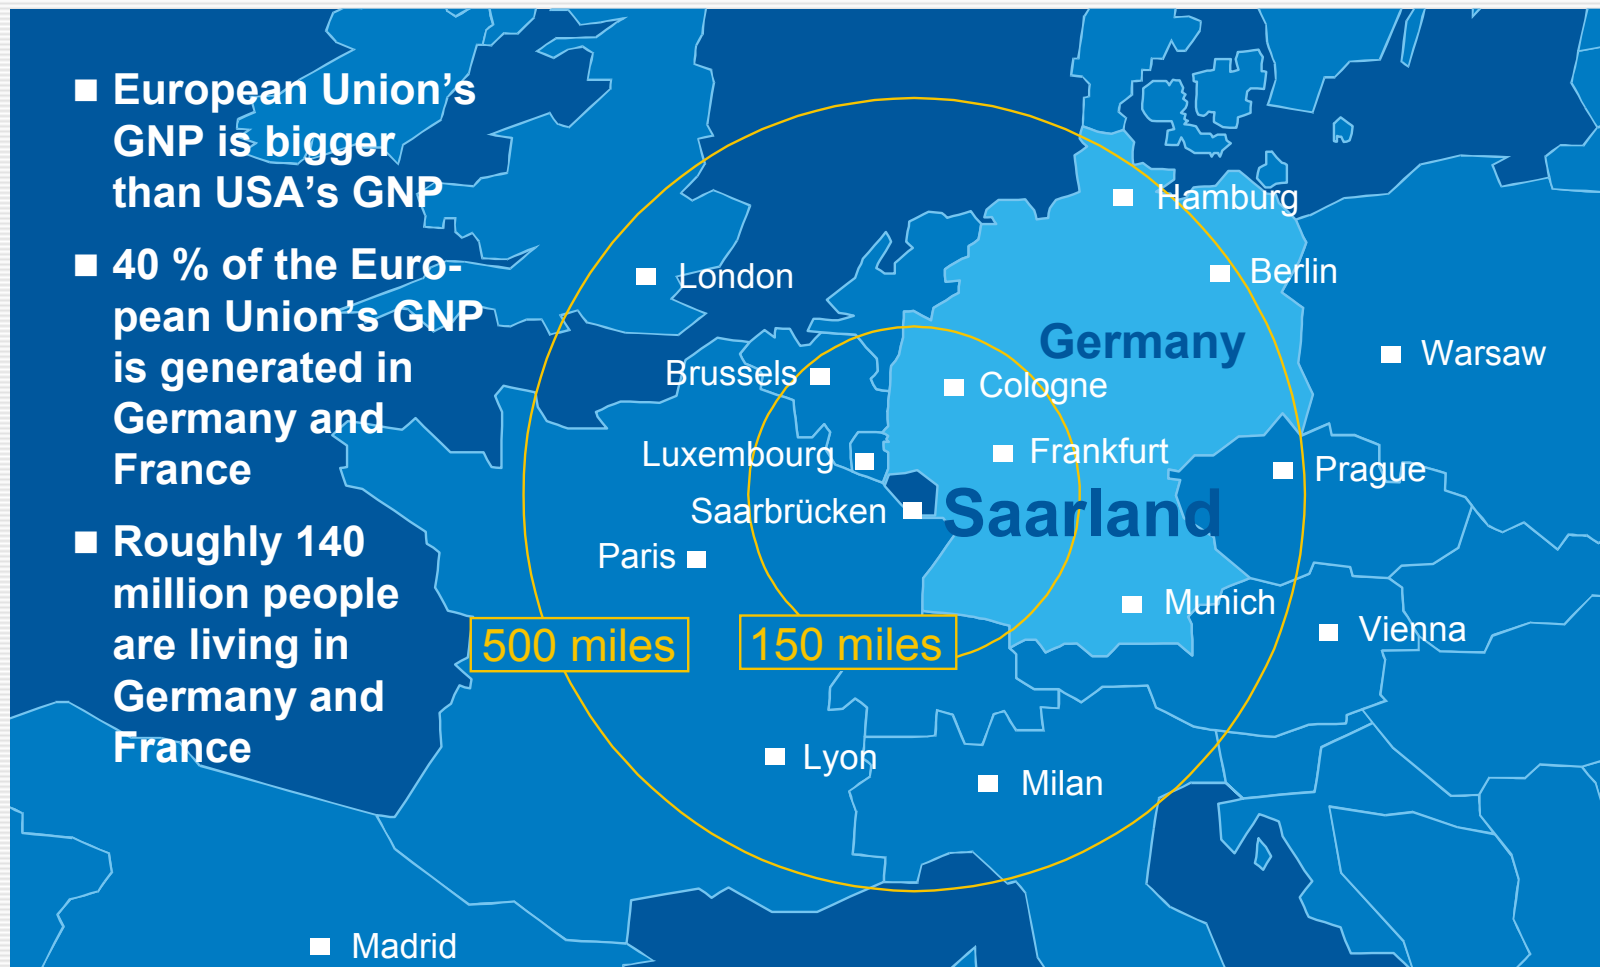 European Union's
GNP is bigger
than USA's GNP
40 % of the Euro-
pean Union's GNP
is generated in
Germany and
France
Roughly 140
million people
are living in
Germany and
France
Hamburg
London
Berlin
Germany
Warsaw
Brussels
Cologne
Luxembourg
Frankfurt
Prague
Saarbrücken
Saarland
Paris
Munich
Vienna
500 miles
150 miles
Lyon
Milan
Madrid